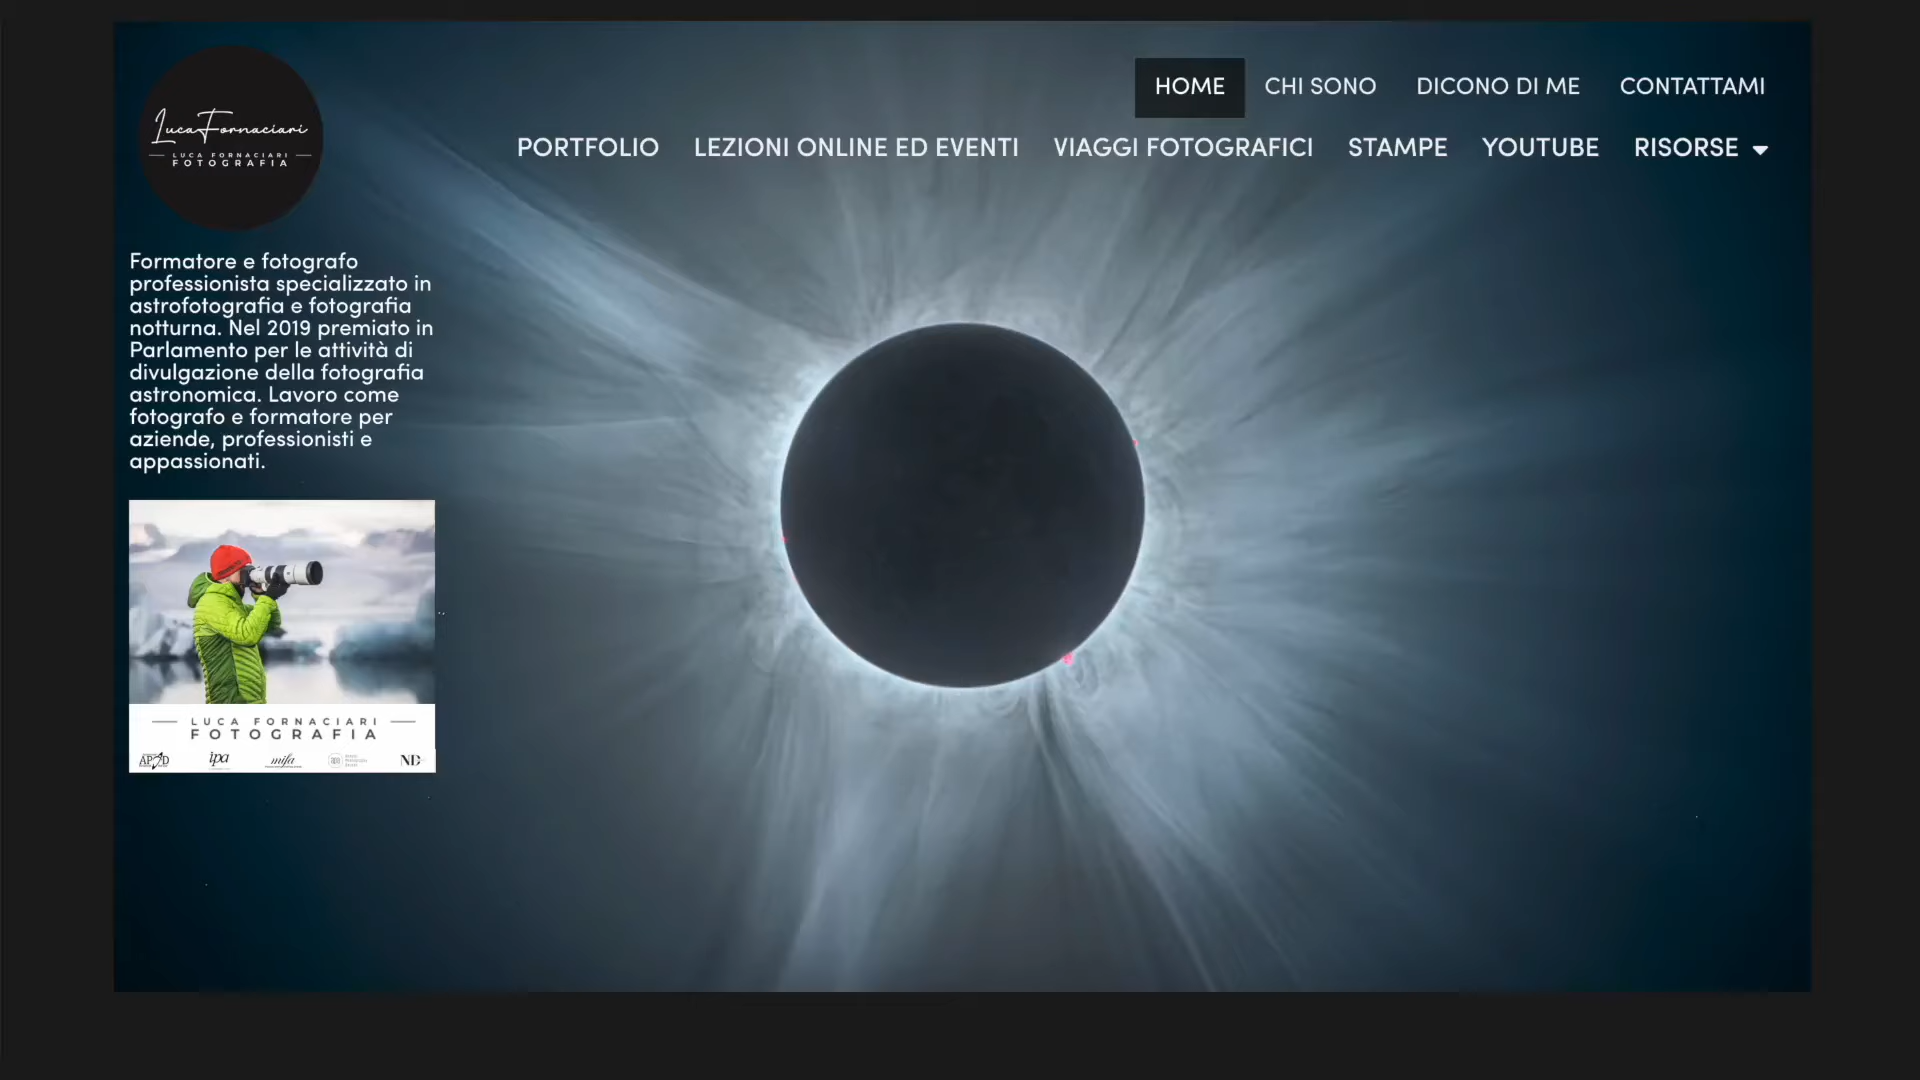 Luca Fornaciari
LUCA FORNACIARI
FOTOGRAFIA
HOME
CHI SONO
DICONO DI ME
CONTATTAMI
PORTFOLIO
LEZIONI ONLINE ED EVENTI
VIAGGI FOTOGRAFICI
STAMPE
YOUTUBE
RISORSE
Formatore e fotografo
professionista specializzato in
astrofotografia e fotografia
notturna. Nel 2019 premiato in
Parlamento per le attività di
divulgazione della fotografia
astronomica. Lavoro come
fotografo e formatore per
aziende, professionisti e
appassionati.
LUCA FORNACIARI
FOTOGRAFIA
ipa
mifa